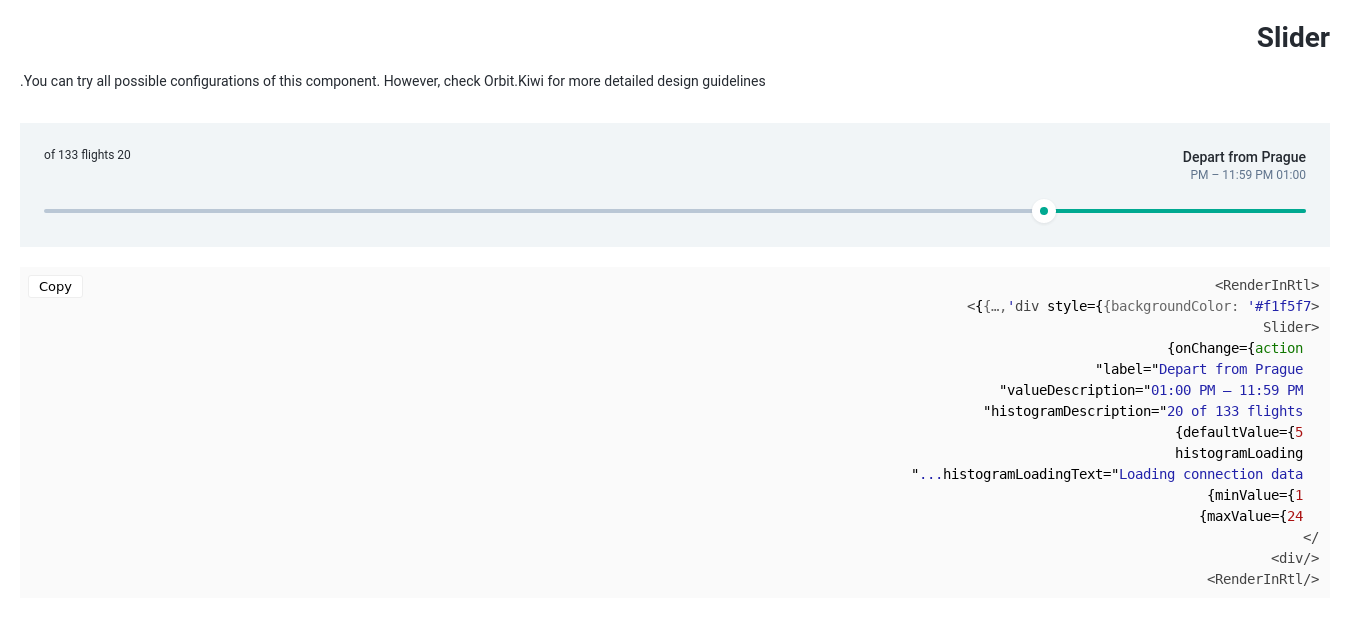 Slider
.You can try all possible configurations of this component. However, check Orbit.Kiwi for more detailed design guidelines
Depart from Prague
PM – 11:59 PM 01:00
of 133 flights 20
Copy
<RenderInRtl>
<{{…,'div style={{backgroundColor: '#f1f5f7>
Slider>
{onChange={action
"label="Depart from Prague
"valueDescription="01:00 PM – 11:59 PM
"histogramDescription="20 of 133 flights
{defaultValue={5
histogramLoading
"...histogramLoadingText="Loading connection data
{minValue={1
{maxValue={24
</
<div/>
<RenderInRtl/>